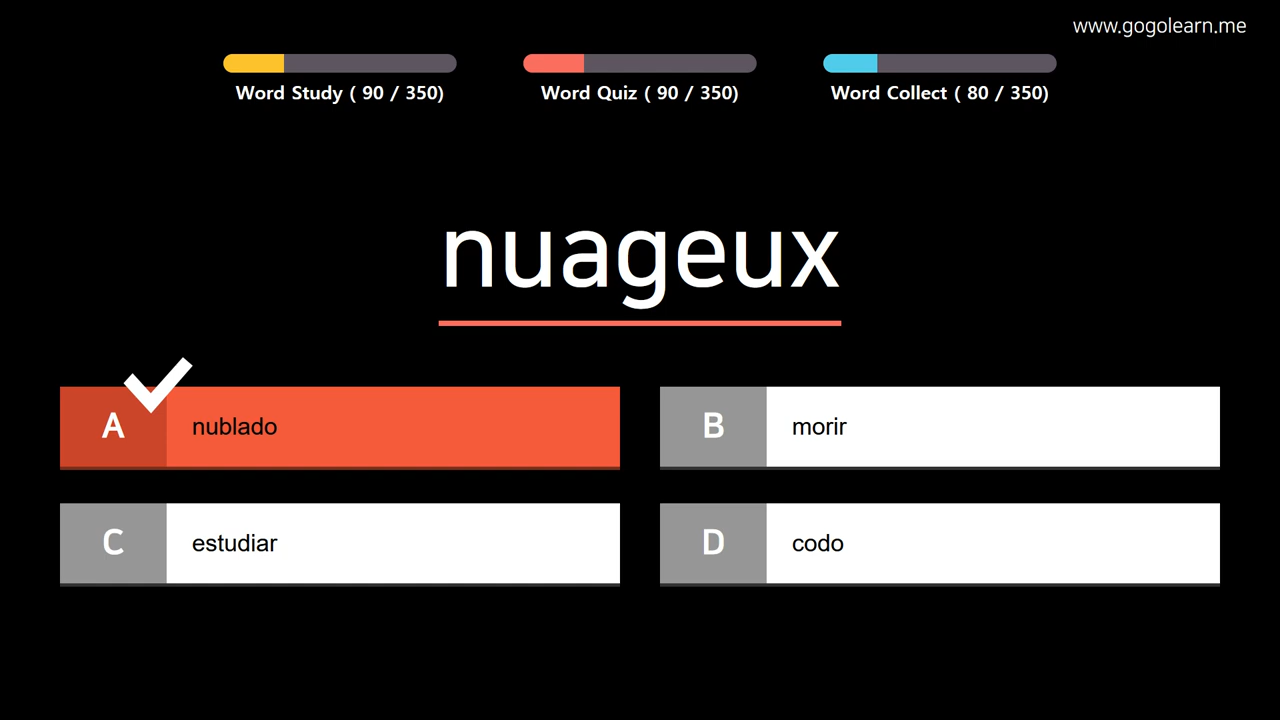 www.gogolearn.me
Word Study ( 90 / 350)
Word Quiz ( 90 / 350)
Word Collect ( 80 / 350)
nuageux
A nublado
B morir
C estudiar
D codo